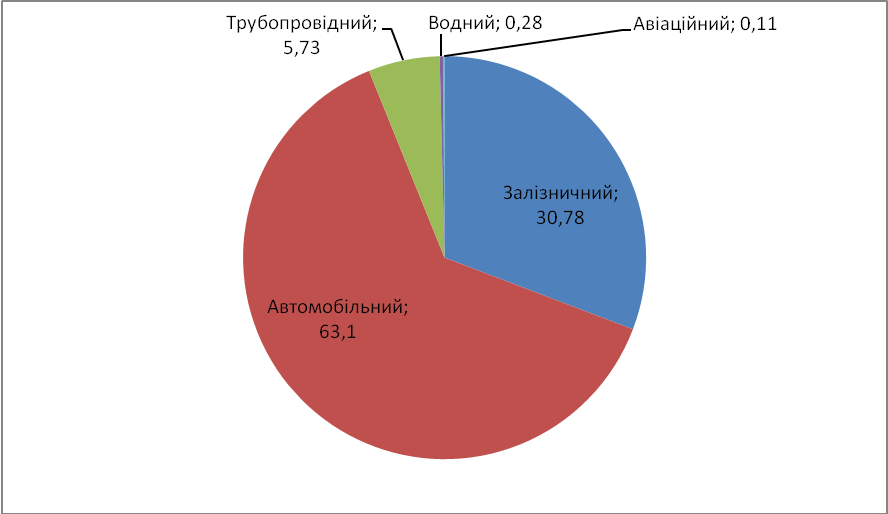 Трубопровідний;
5,73
Водний; 0,28
Авіаційний; 0,11
Залізничний;
30,78
Автомобільний;
63,1